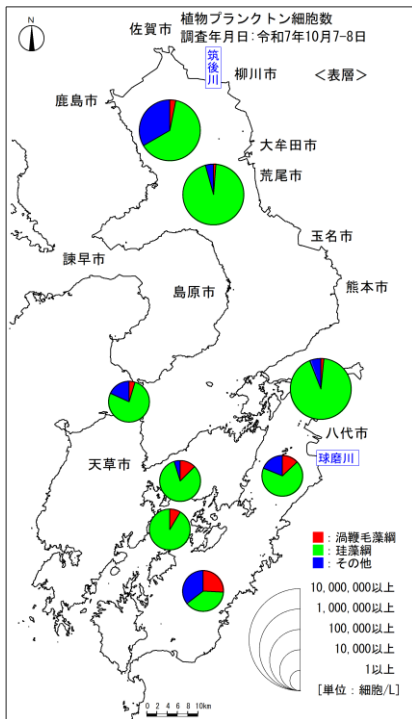 植物プランクトン細胞数
調査年月日：令和7年10月7-8日
佐賀市
N
筑後川
柳川市
＜表層＞
鹿島市
大牟田市
荒尾市
玉名市
諫早市
島原市
熊本市
八代市
球磨川
天草市
：渦鞭毛藻綱
：珪藻綱
：その他
10,000,000以上
1,000,000以上
100,000以上
10,000以上
1以上
[単位：細胞/L]
0 2 4 6 8 10km